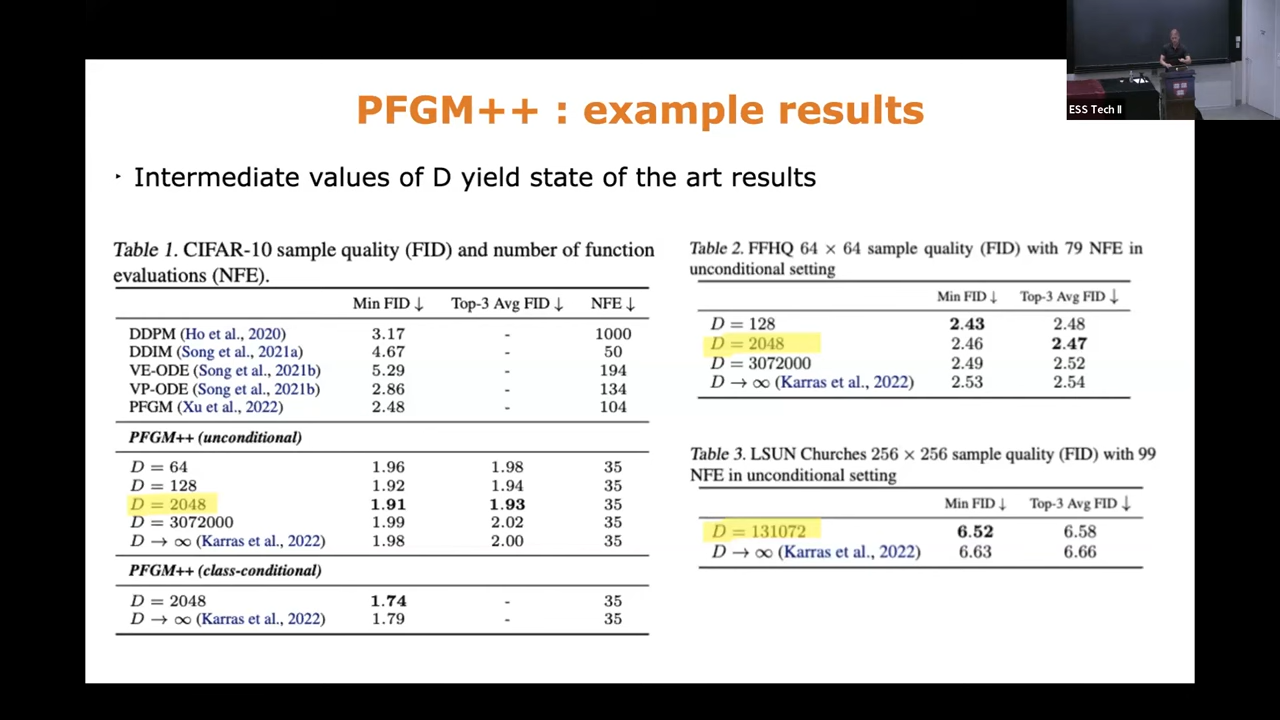 ESS Tech II
PFGM++ : example results
‣ Intermediate values of D yield state of the art results
Table 1. CIFAR-10 sample quality (FID) and number of function
evaluations (NFE).
Min FID ↓ Top-3 Avg FID ↓ NFE ↓
DDPM (Ho et al., 2020) 3.17 - 1000
DDIM (Song et al., 2021a) 4.67 - 50
VE-ODE (Song et al., 2021b) 5.29 - 194
VP-ODE (Song et al., 2021b) 2.86 - 134
PFGM (Xu et al., 2022) 2.48 - 104
PFGM++ (unconditional)
D = 64 1.96 1.98 35
D = 128 1.92 1.94 35
D = 2048 1.91 1.93 35
D = 3072000 1.99 2.02 35
D → ∞ (Karras et al., 2022) 1.98 2.00 35
PFGM++ (class-conditional)
D = 2048 1.74 - 35
D → ∞ (Karras et al., 2022) 1.79 - 35
Table 2. FFHQ 64 × 64 sample quality (FID) with 79 NFE in
unconditional setting
Min FID ↓ Top-3 Avg FID ↓
D = 128 2.43 2.48
D = 2048 2.46 2.47
D = 3072000 2.49 2.52
D → ∞ (Karras et al., 2022) 2.53 2.54
Table 3. LSUN Churches 256 × 256 sample quality (FID) with 99
NFE in unconditional setting
Min FID ↓ Top-3 Avg FID ↓
D = 131072 6.52 6.58
D → ∞ (Karras et al., 2022) 6.63 6.66